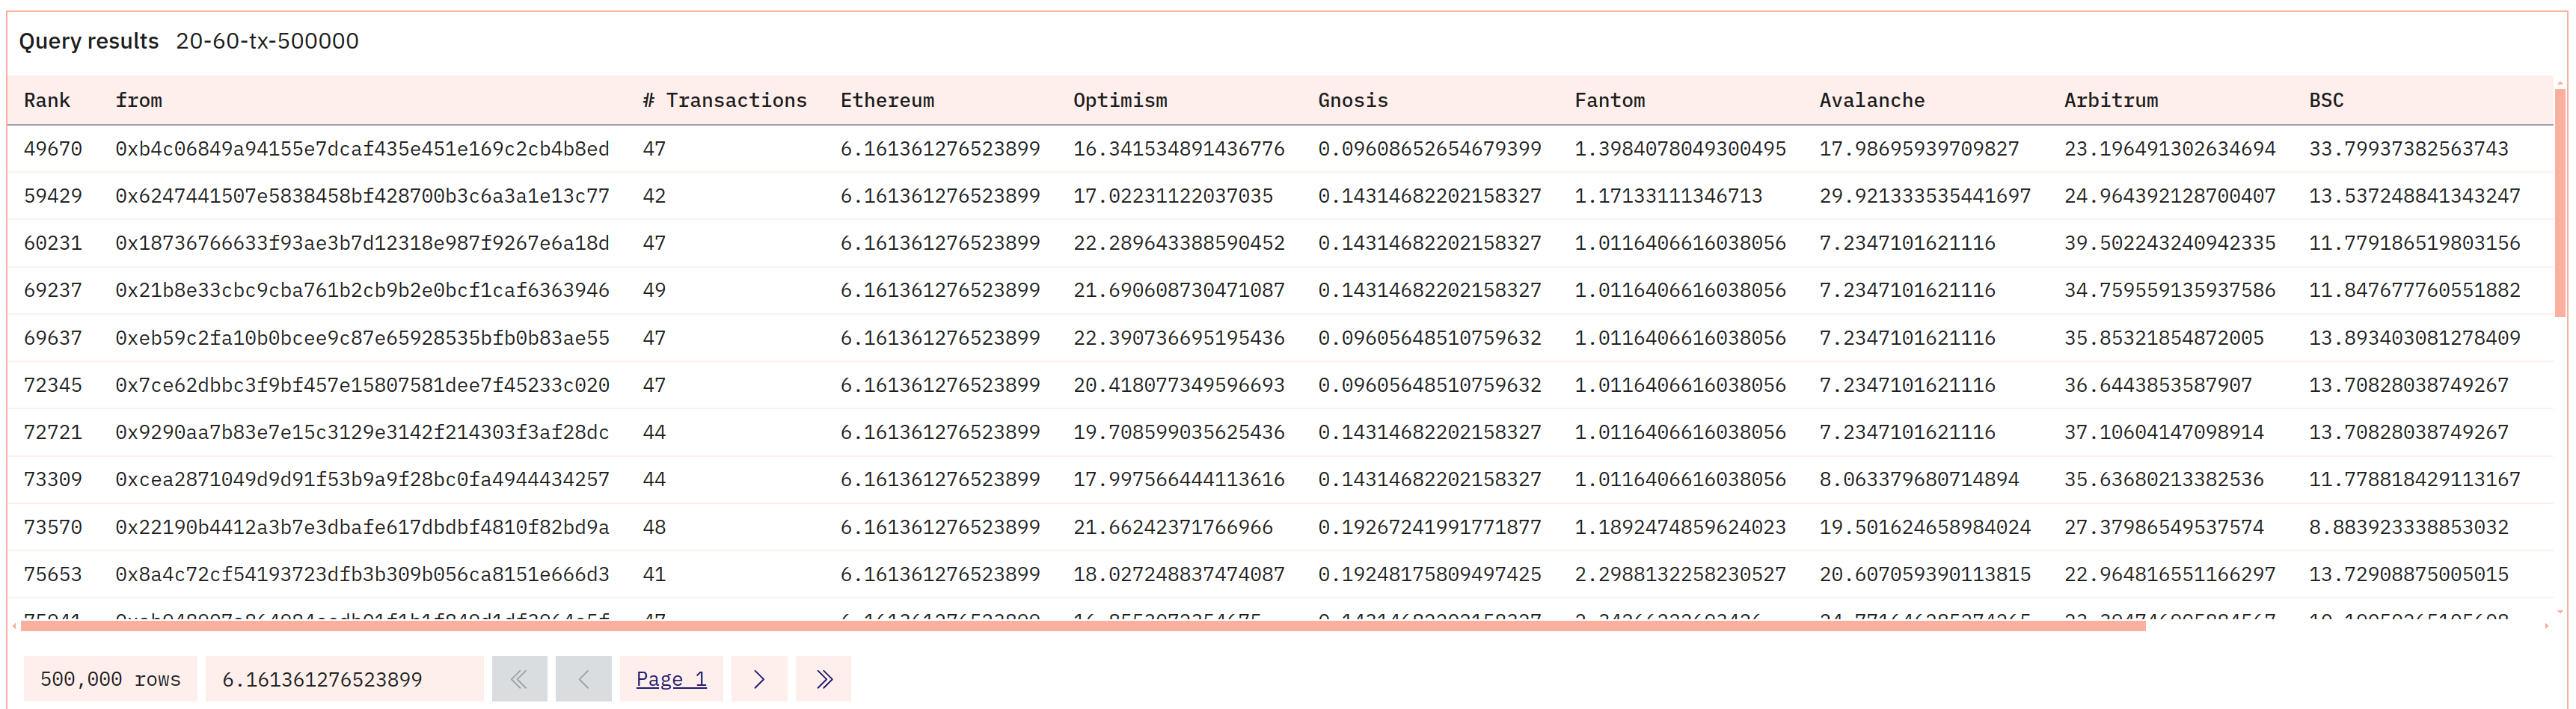 Query results 20-60-tx-500000
Rank from # Transactions Ethereum Optimism Gnosis Fantom Avalanche Arbitrum BSC
49670 0xb4c06849a94155e7dcaf435e451e169c2cb4b8ed 47 6.161361276523899 16.341534891436776 0.09608652654679399 1.3984078049300495 17.98695939709827 23.196491302634694 33.79937382563743
59429 0x6247441507e5838458bf428700b3c6a3a1e13c77 42 6.161361276523899 17.02231122037035 0.14314682202158327 1.17133111346713 29.921333535441697 24.964392128700407 13.537248841343247
60231 0x18736766633f93ae3b7d12318e987f9267e6a18d 47 6.161361276523899 22.289643388590452 0.14314682202158327 1.0116406616038056 7.2347101621116 39.502243240942335 11.779186519803156
69237 0x21b8e33cbc9cba761b2cb9b2e0bcf1caf6363946 49 6.161361276523899 21.690608730471087 0.14314682202158327 1.0116406616038056 7.2347101621116 34.759559135937586 11.847677760551882
69637 0xeb59c2fa10b0bcee9c87e65928535bfb0b83ae55 47 6.161361276523899 22.390736695195436 0.09605648510759632 1.0116406616038056 7.2347101621116 35.85321854872005 13.893403081278409
72345 0x7ce62dbbc3f9bf457e15807581dee7f45233c020 47 6.161361276523899 20.418077349596693 0.09605648510759632 1.0116406616038056 7.2347101621116 36.6443853587907 13.70828038749267
72721 0x9290aa7b83e7e15c3129e3142f214303f3af28dc 44 6.161361276523899 19.708599035625436 0.14314682202158327 1.0116406616038056 7.2347101621116 37.10604147098914 13.70828038749267
73309 0xcea2871049d9d91f53b9a9f28bc0fa4944434257 44 6.161361276523899 17.997566444113616 0.14314682202158327 1.0116406616038056 8.063379680714894 35.63680213382536 11.778818429113167
73570 0x22190b4412a3b7e3dbafe617dbdbf4810f82bd9a 48 6.161361276523899 21.66242371766966 0.19267241991771877 1.1892474859624023 19.501624658984024 27.37986549537574 8.883923338853032
75653 0x8a4c72cf54193723dfb3b309b056ca8151e666d3 41 6.161361276523899 18.027248837474087 0.19248175809497425 2.2988132258230527 20.607059390113815 22.964816551166297 13.72908875005015
500,000 rows 6.161361276523899 Page 1